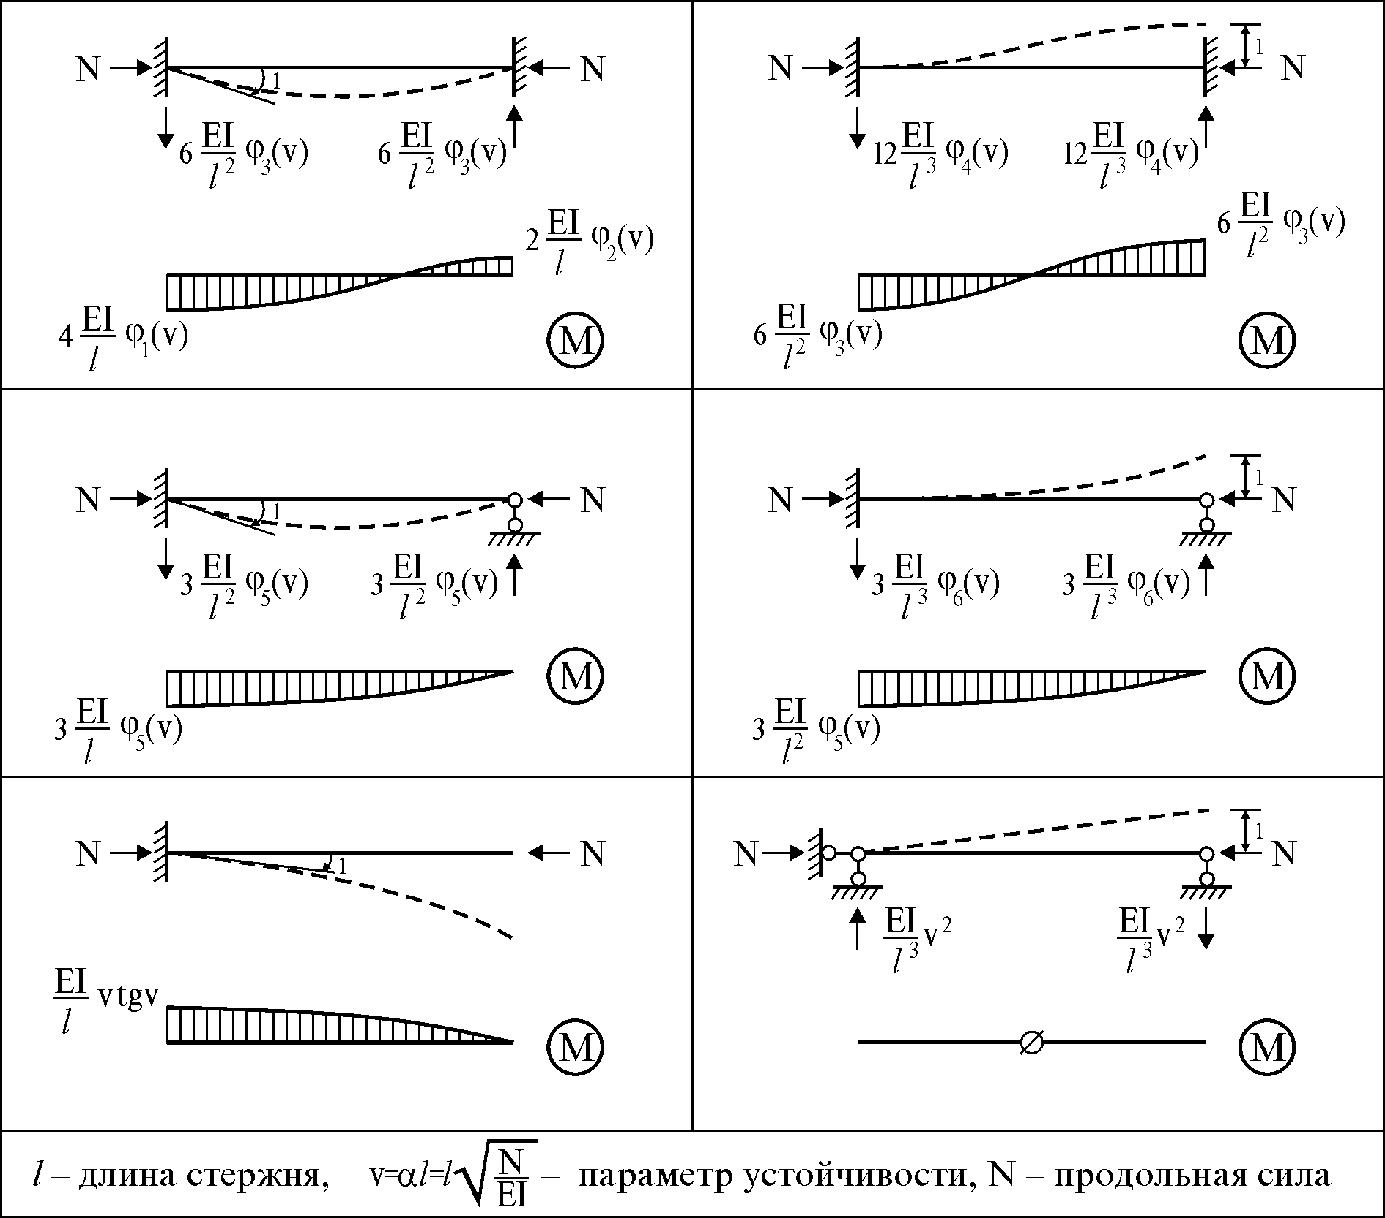 N 1 N
6 EI/l² φ₃(v) 6 EI/l² φ₃(v)
2 EI/l φ₂(v)
4 EI/l φ₁(v)
M
N 1 N
12 EI/l³ φ₄(v) 12 EI/l³ φ₄(v)
6 EI/l² φ₃(v)
6 EI/l² φ₃(v)
M
N 1 N
3 EI/l² φ₅(v) 3 EI/l² φ₅(v)
M
3 EI/l φ₅(v)
1
N N
3 EI/l³ φ₆(v) 3 EI/l³ φ₆(v)
M
3 EI/l² φ₅(v)
N 1 N
EI/l v tgv
M
1
N N
EI/l³ v² EI/l³ v²
M
l – длина стержня, v=αl=l√(N/EI) – параметр устойчивости, N – продольная сила